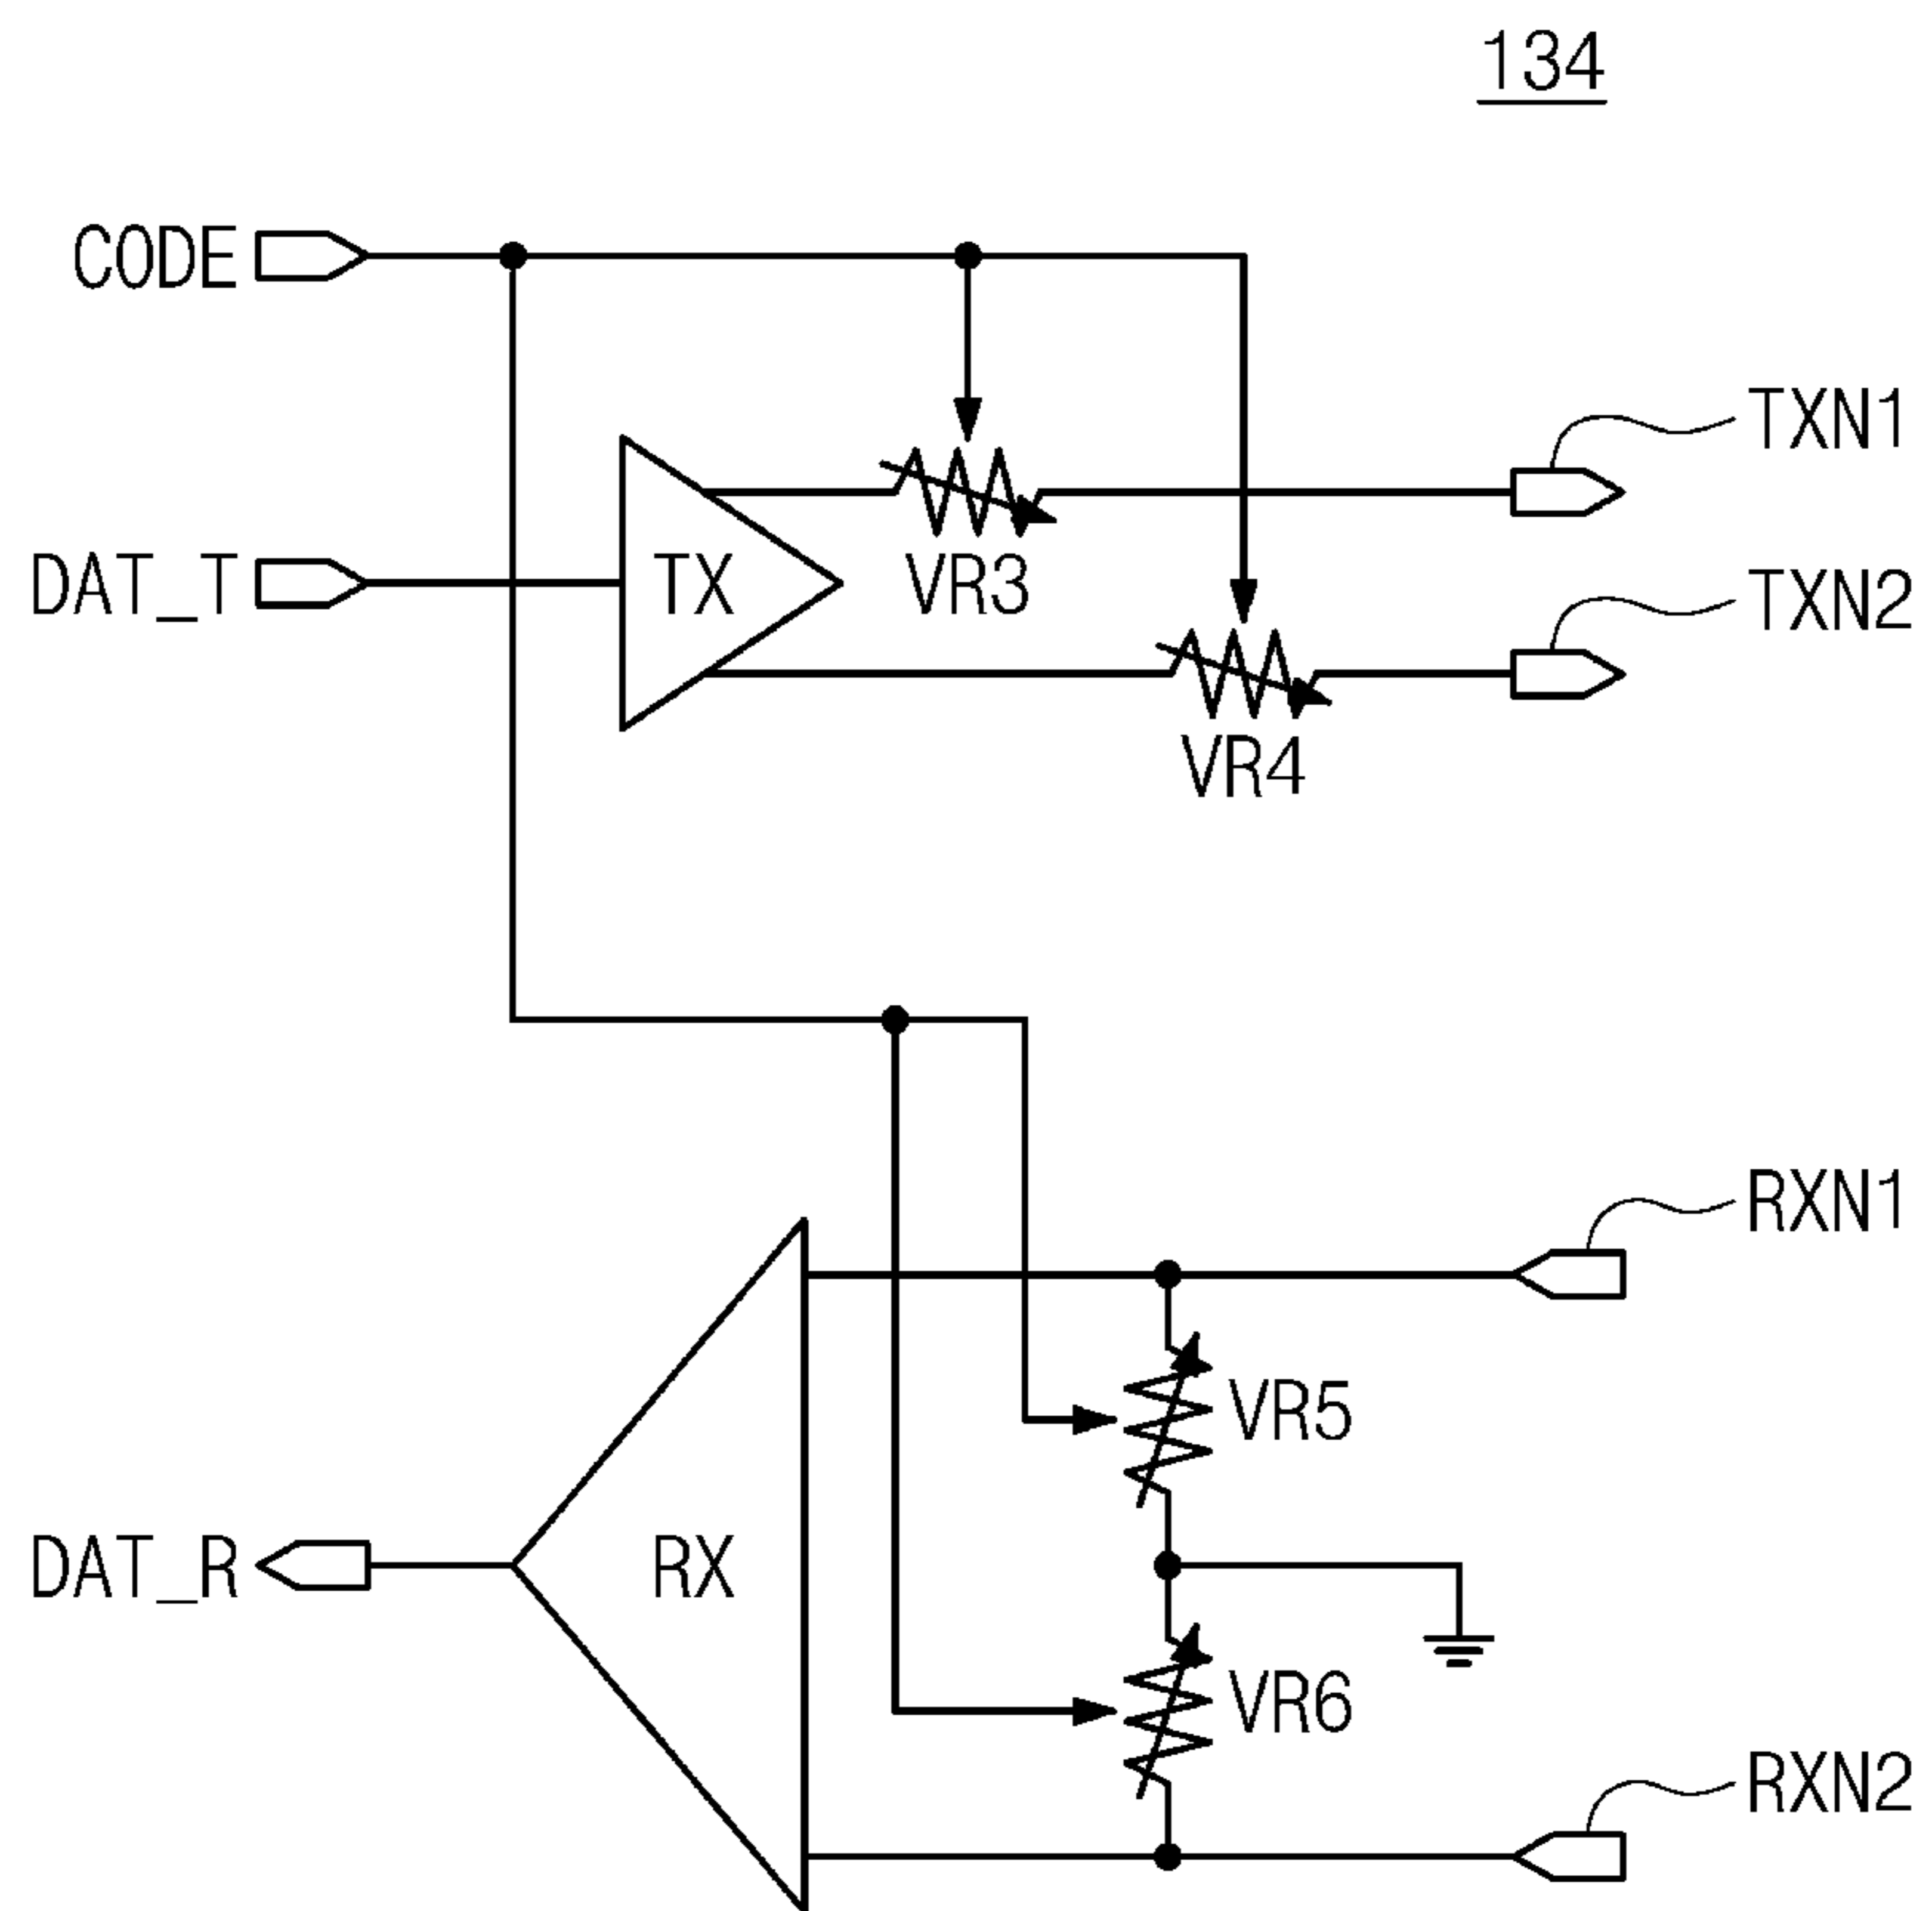 134
CODE
TXN1
DAT_T
TX
VR3
TXN2
VR4
RXN1
VR5
DAT_R
RX
VR6
RXN2